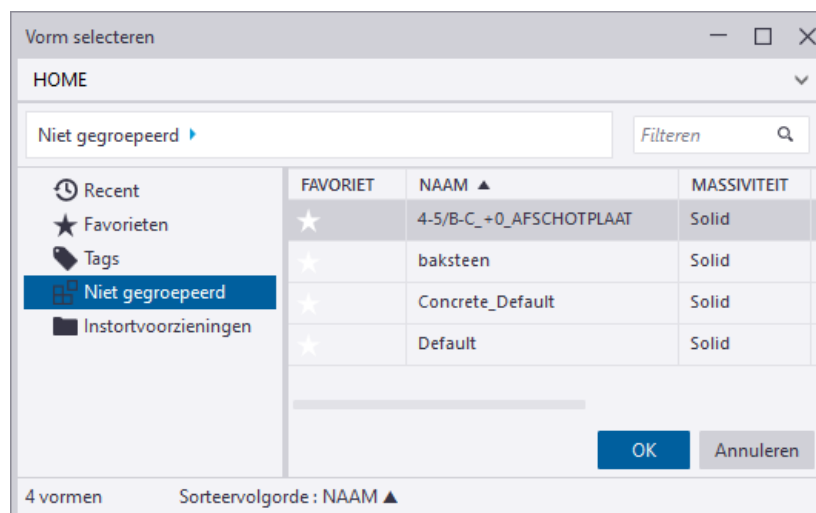 Vorm selecteren
HOME
Niet gegroepeerd
Filteren
Recent
Favorieten
Tags
Niet gegroepeerd
Instortvoorzieningen
FAVORIET NAAM ▲ MASSIVITEIT
4-5/B-C_+0_AFSCHOTPLAAT Solid
baksteen Solid
Concrete_Default Solid
Default Solid
OK Annuleren
4 vormen Sorteervolgorde : NAAM ▲